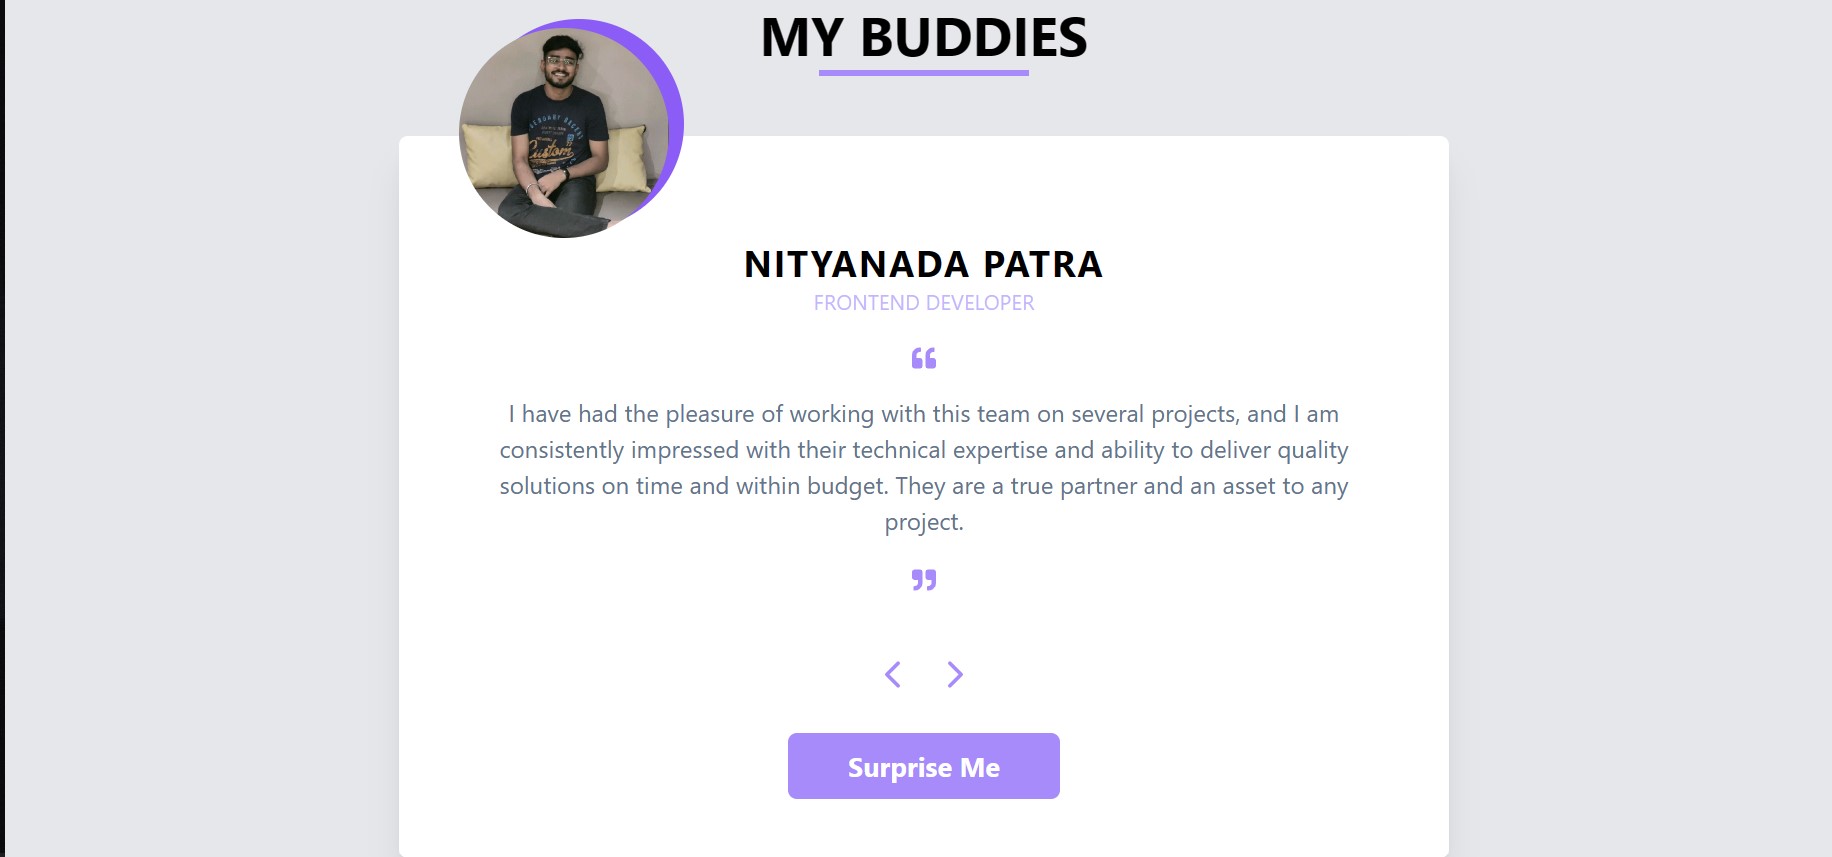 MY BUDDIES
Custom
NITYANADA PATRA
FRONTEND DEVELOPER
“
I have had the pleasure of working with this team on several projects, and I am
consistently impressed with their technical expertise and ability to deliver quality
solutions on time and within budget. They are a true partner and an asset to any
project.
”
Surprise Me